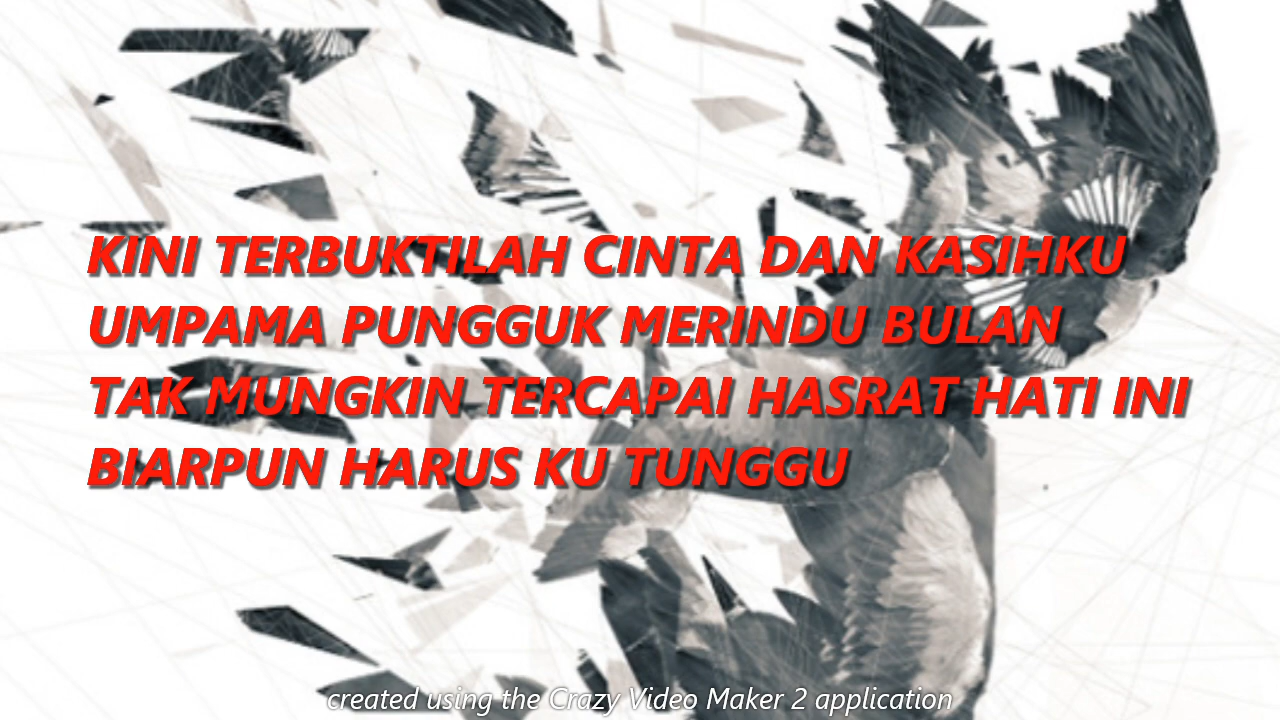 KINI TERBUKTILAH CINTA DAN KASIHKU
UMPAMA PUNGGUK MERINDU BULAN
TAK MUNGKIN TERCAPAI HASRAT HATI INI
BIARPUN HARUS KU TUNGGU
created using the Crazy Video Maker 2 application